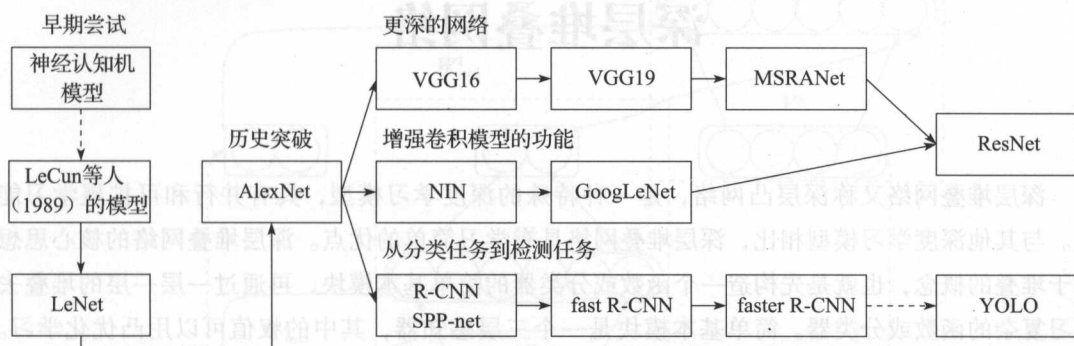 早期尝试
更深的网络
神经认知机
模型
VGG16
VGG19
MSRANet
历史突破
增强卷积模型的功能
ResNet
LeCun等人
（1989）的模型
AlexNet
NIN
GoogLeNet
从分类任务到检测任务
LeNet
R-CNN
SPP-net
fast R-CNN
faster R-CNN
YOLO